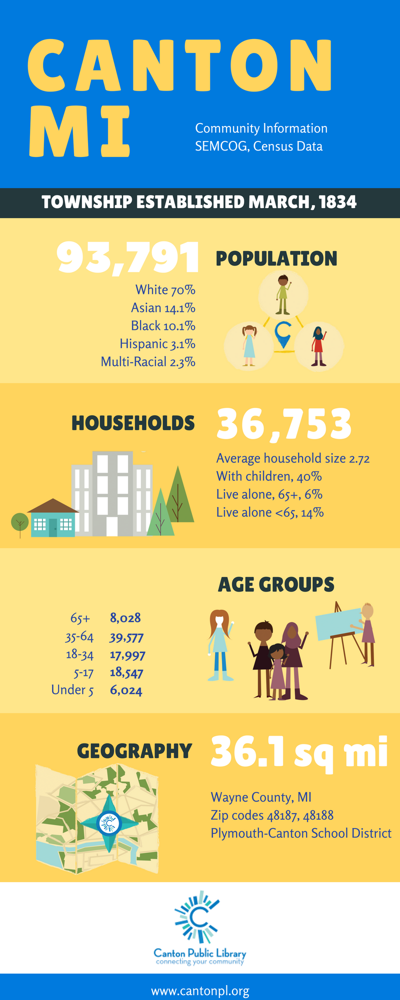 CANTON
MI
Community Information
SEMCOG, Census Data
TOWNSHIP ESTABLISHED MARCH, 1834
93,791 POPULATION
White 70%
Asian 14.1%
Black 10.1%
Hispanic 3.1%
Multi-Racial 2.3%
C
HOUSEHOLDS 36,753
Average household size 2.72
With children, 40%
Live alone, 65+, 6%
Live alone <65, 14%
AGE GROUPS
65+ 8,028
35-64 39,577
18-34 17,997
5-17 18,547
Under 5 6,024
GEOGRAPHY 36.1 sq mi
Wayne County, MI
Zip codes 48187, 48188
Plymouth-Canton School District
C
C
Canton Public Library
connecting your community
www.cantonpl.org